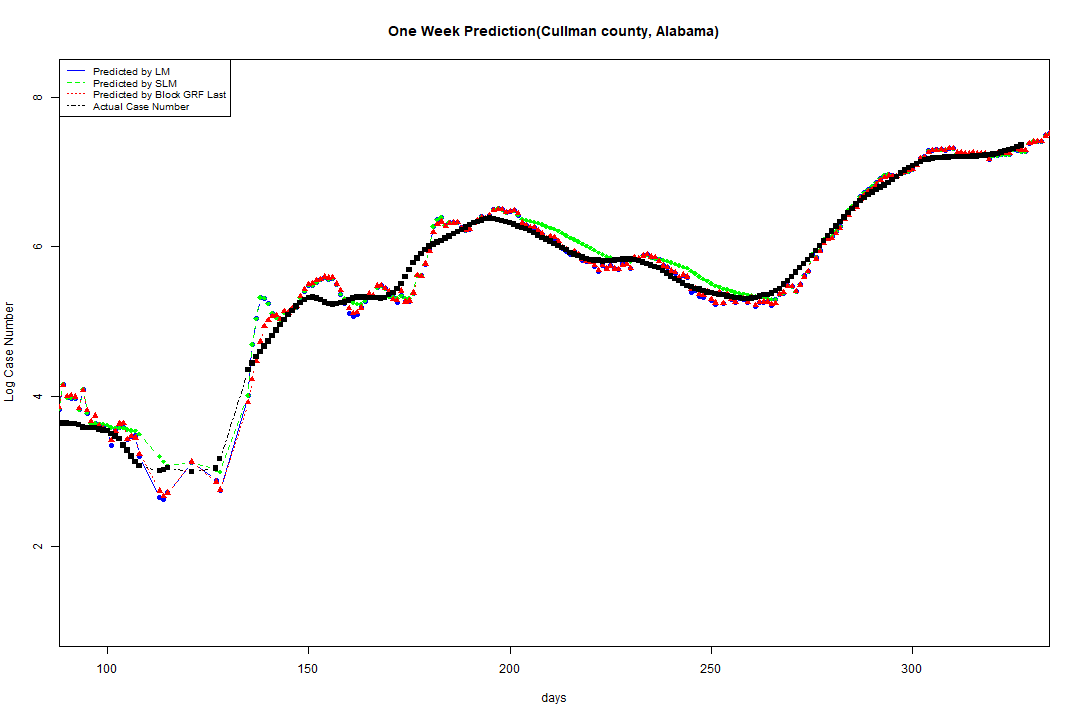 One Week Prediction(Cullman county, Alabama)
Predicted by LM
Predicted by SLM
Predicted by Block GRF Last
Actual Case Number
8
6
4
2
Log Case Number
100 150 200 250 300
days